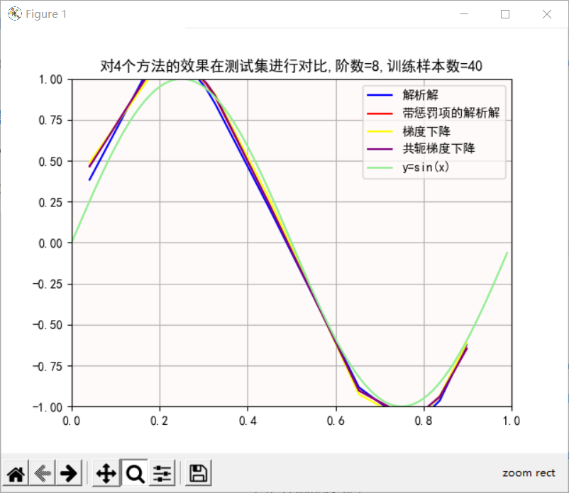 Figure 1
对4个方法的效果在测试集进行对比,阶数=8,训练样本数=40
1.00
0.75
0.50
0.25
0.00
−0.25
−0.50
−0.75
−1.00
0.0 0.2 0.4 0.6 0.8 1.0
解析解
带惩罚项的解析解
梯度下降
共轭梯度下降
y=sin(x)
zoom rect